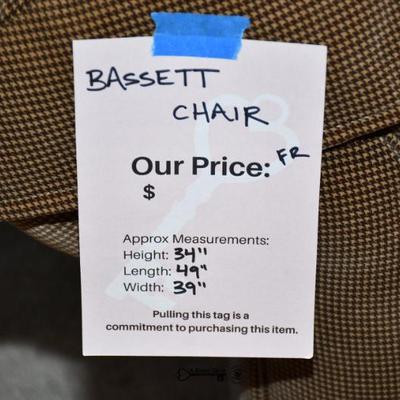 BASSETT
CHAIR
Our Price: FR
$
Approx Measurements:
Height: 34"
Length: 49"
Width: 39"
Pulling this tag is a
commitment to purchasing this item.